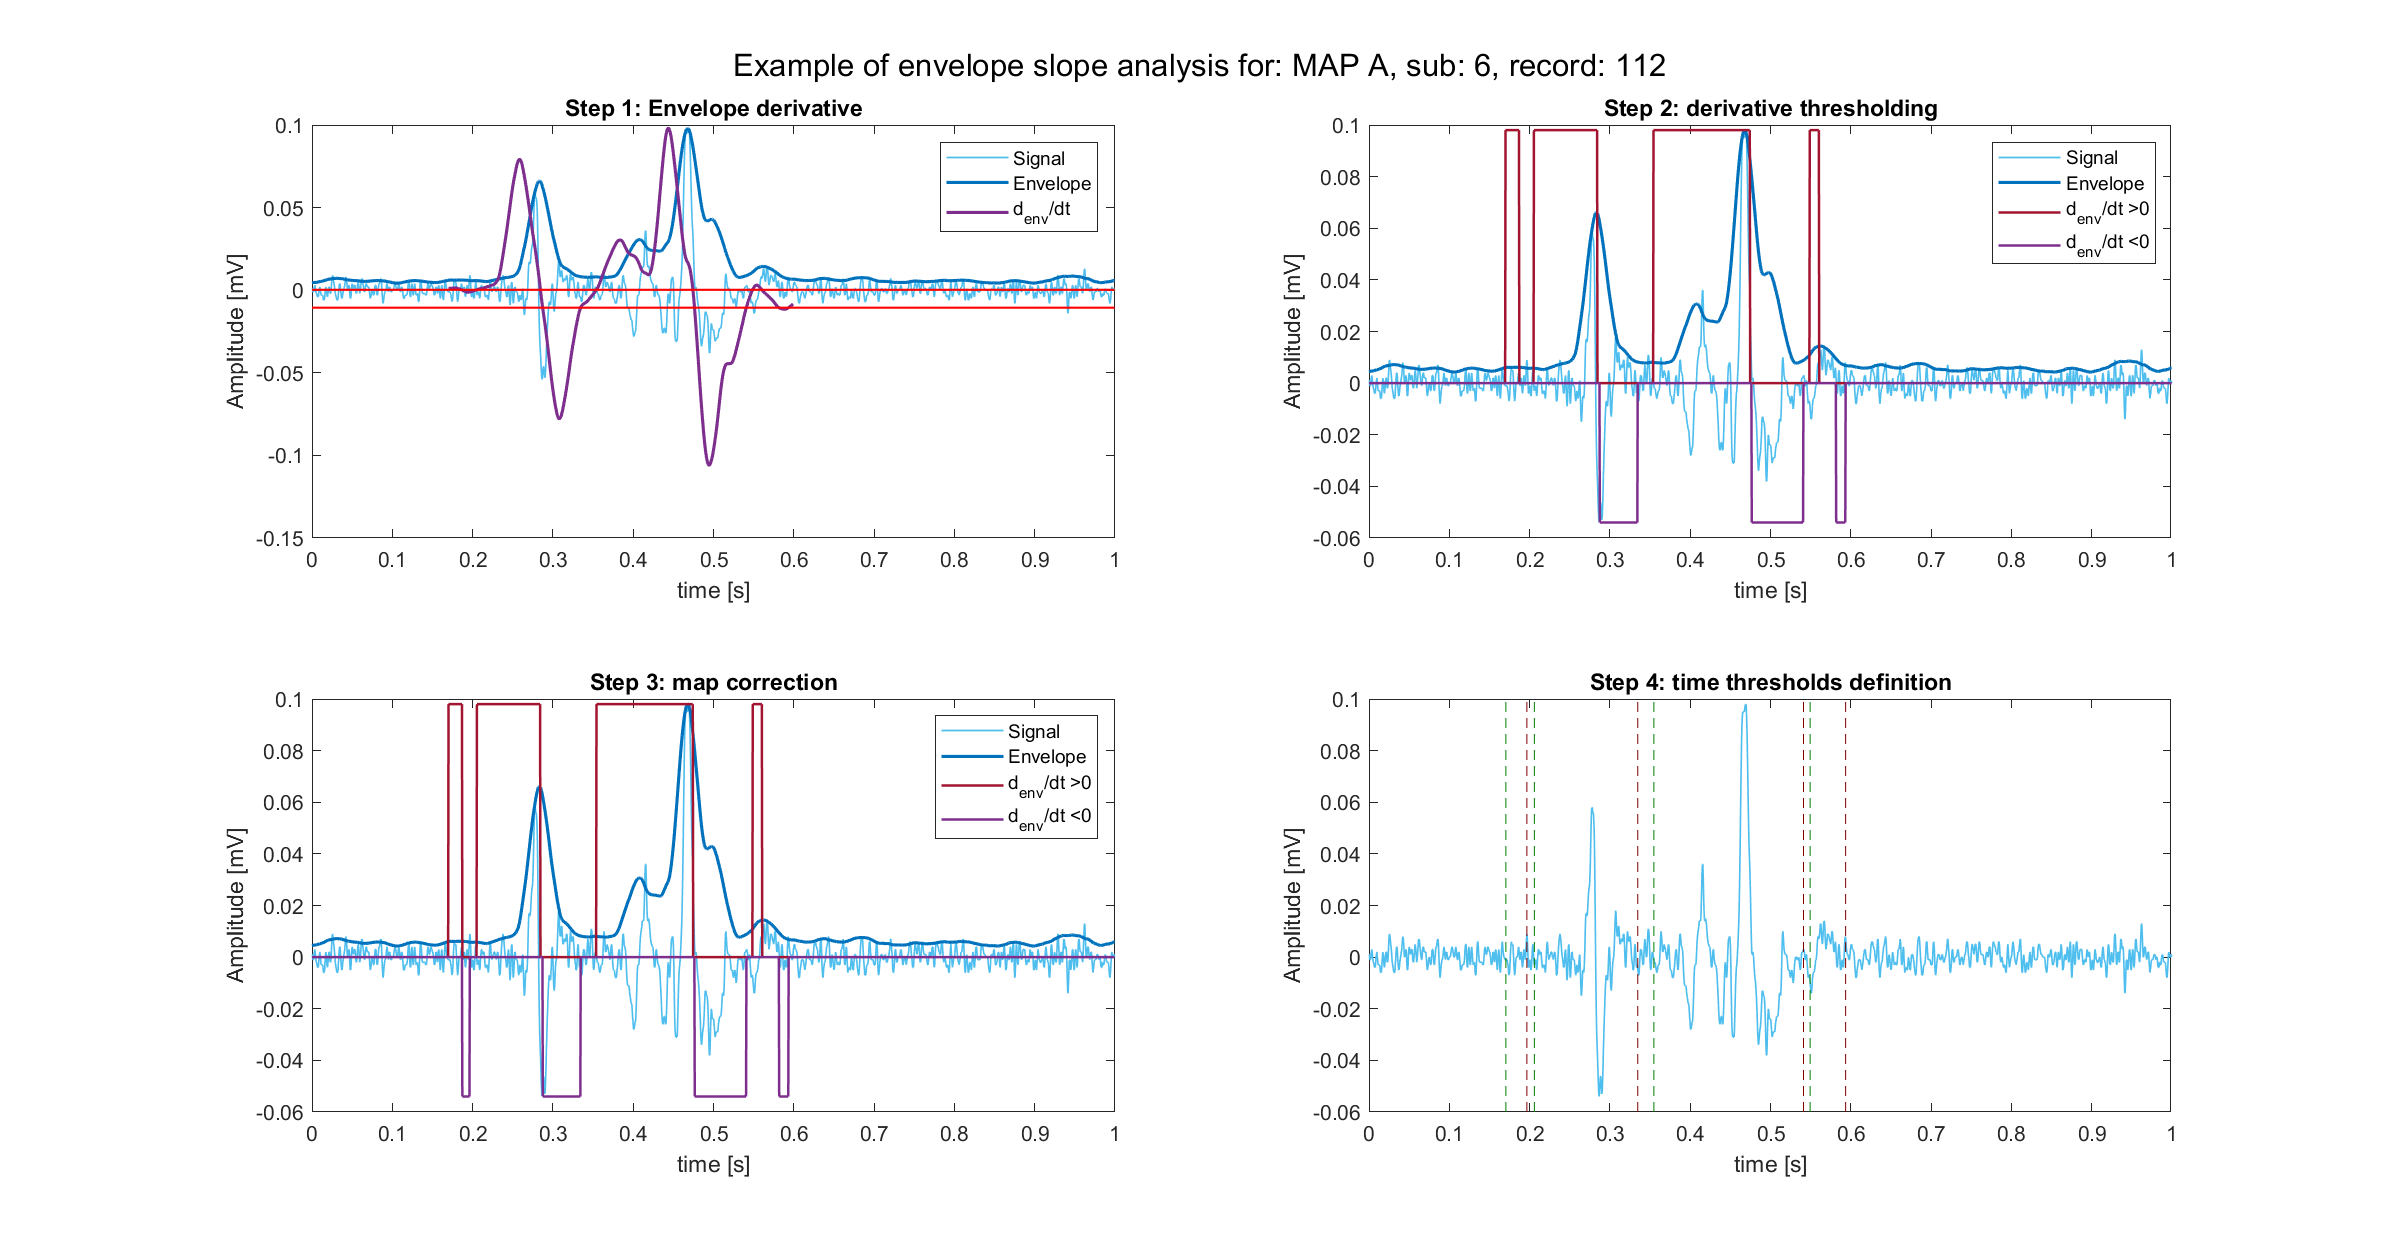 Example of envelope slope analysis for: MAP A, sub: 6, record: 112
Step 1: Envelope derivative
0.1
0.05
0
-0.05
-0.1
-0.15
Amplitude [mV]
0 0.1 0.2 0.3 0.4 0.5 0.6 0.7 0.8 0.9 1
time [s]
Signal
Envelope
d_env/dt
Step 2: derivative thresholding
0.1
0.08
0.06
0.04
0.02
0
-0.02
-0.04
-0.06
Amplitude [mV]
0 0.1 0.2 0.3 0.4 0.5 0.6 0.7 0.8 0.9 1
time [s]
Signal
Envelope
d_env/dt >0
d_env/dt <0
Step 3: map correction
0.1
0.08
0.06
0.04
0.02
0
-0.02
-0.04
-0.06
Amplitude [mV]
0 0.1 0.2 0.3 0.4 0.5 0.6 0.7 0.8 0.9 1
time [s]
Signal
Envelope
d_env/dt >0
d_env/dt <0
Step 4: time thresholds definition
0.1
0.08
0.06
0.04
0.02
0
-0.02
-0.04
-0.06
Amplitude [mV]
0 0.1 0.2 0.3 0.4 0.5 0.6 0.7 0.8 0.9 1
time [s]